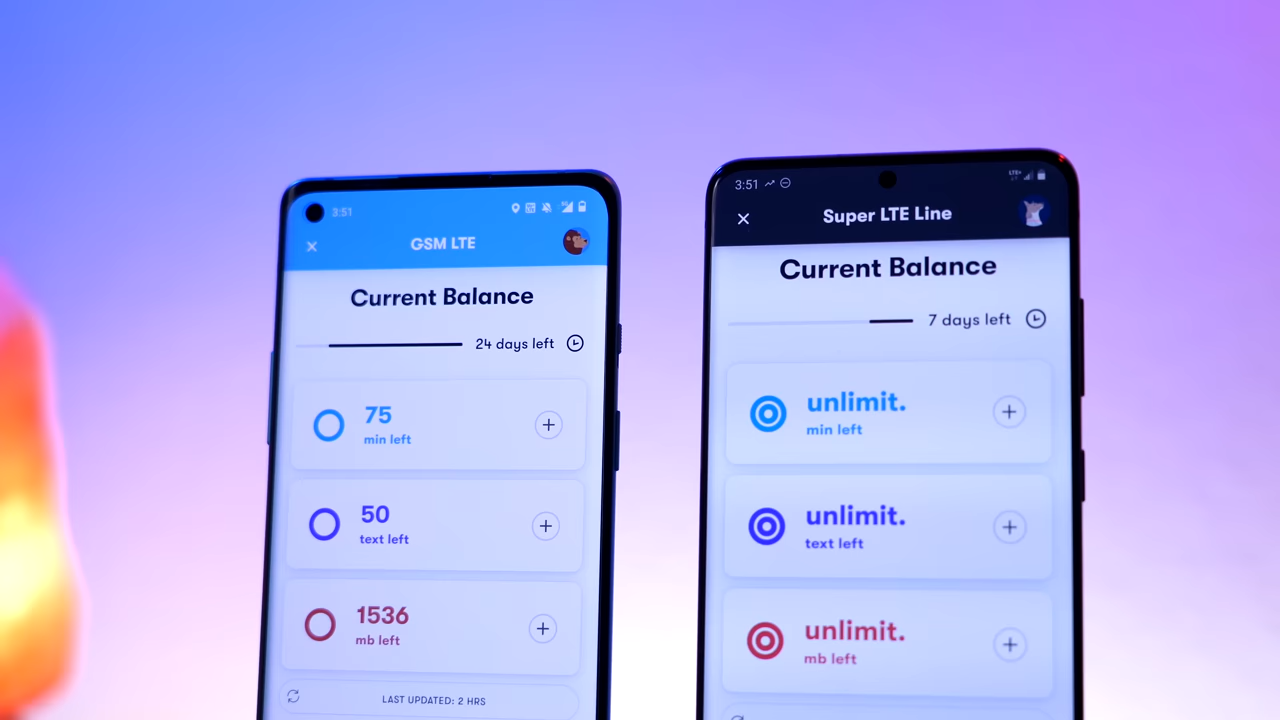 3:51
GSM LTE
Current Balance
24 days left
75
min left
50
text left
1536
mb left
LAST UPDATED: 2 HRS
3:51
LTE+
Super LTE Line
Current Balance
7 days left
unlimit.
min left
unlimit.
text left
unlimit.
mb left